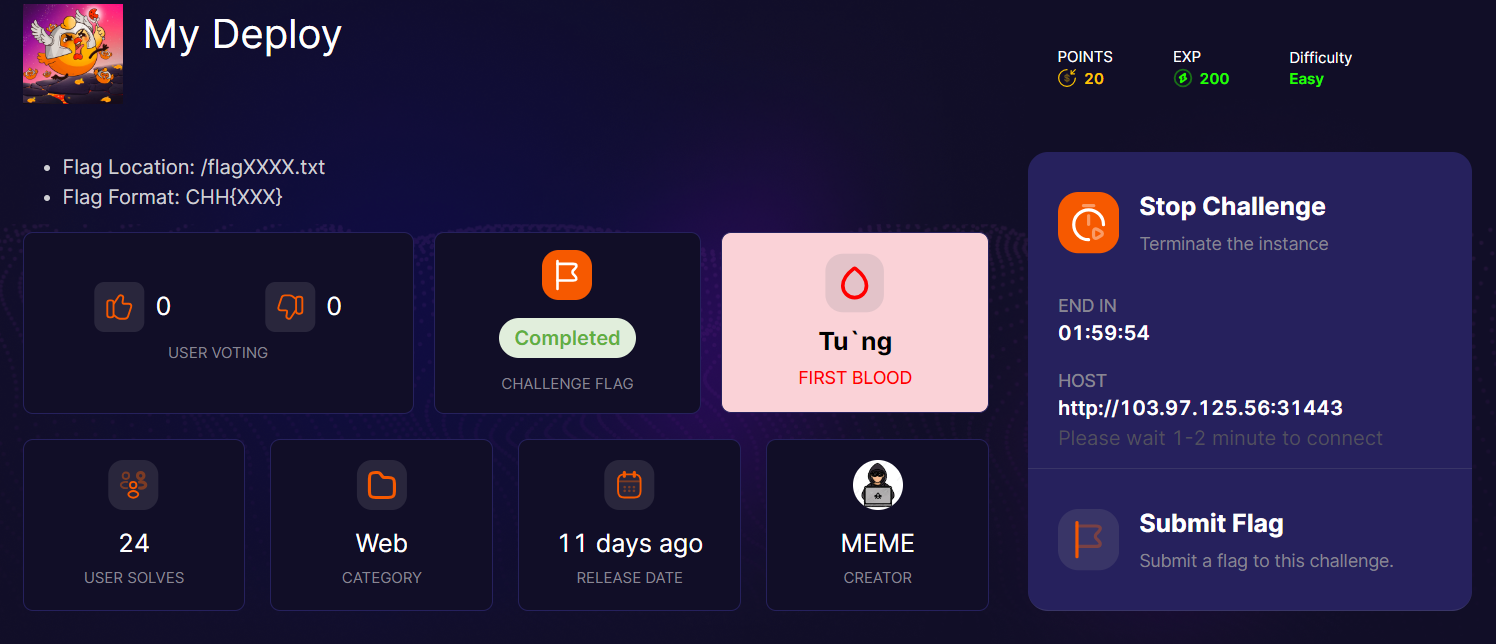 My Deploy
POINTS
20
EXP
200
Difficulty
Easy
• Flag Location: /flagXXXX.txt
• Flag Format: CHH{XXX}
0
0
USER VOTING
Completed
CHALLENGE FLAG
Tu`ng
FIRST BLOOD
24
USER SOLVES
Web
CATEGORY
11 days ago
RELEASE DATE
MEME
CREATOR
Stop Challenge
Terminate the instance
END IN
01:59:54
HOST
http://103.97.125.56:31443
Please wait 1-2 minute to connect
Submit Flag
Submit a flag to this challenge.